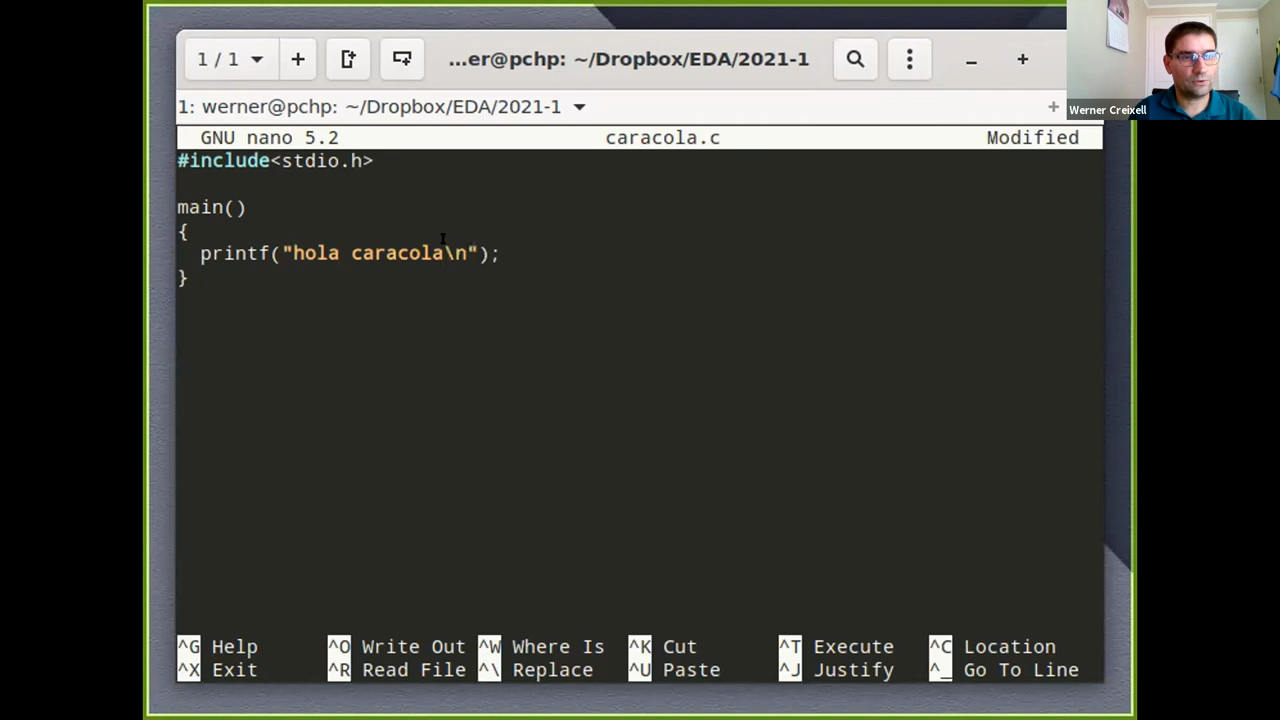 1 / 1
...er@pchp: ~/Dropbox/EDA/2021-1
1: werner@pchp: ~/Dropbox/EDA/2021-1
Werner Creixell
GNU nano 5.2 caracola.c Modified
#include<stdio.h>
main()
{
printf("hola caracola\n");
}
^G Help ^O Write Out ^W Where Is ^K Cut ^T Execute ^C Location
^X Exit ^R Read File ^\ Replace ^U Paste ^J Justify ^_ Go To Line